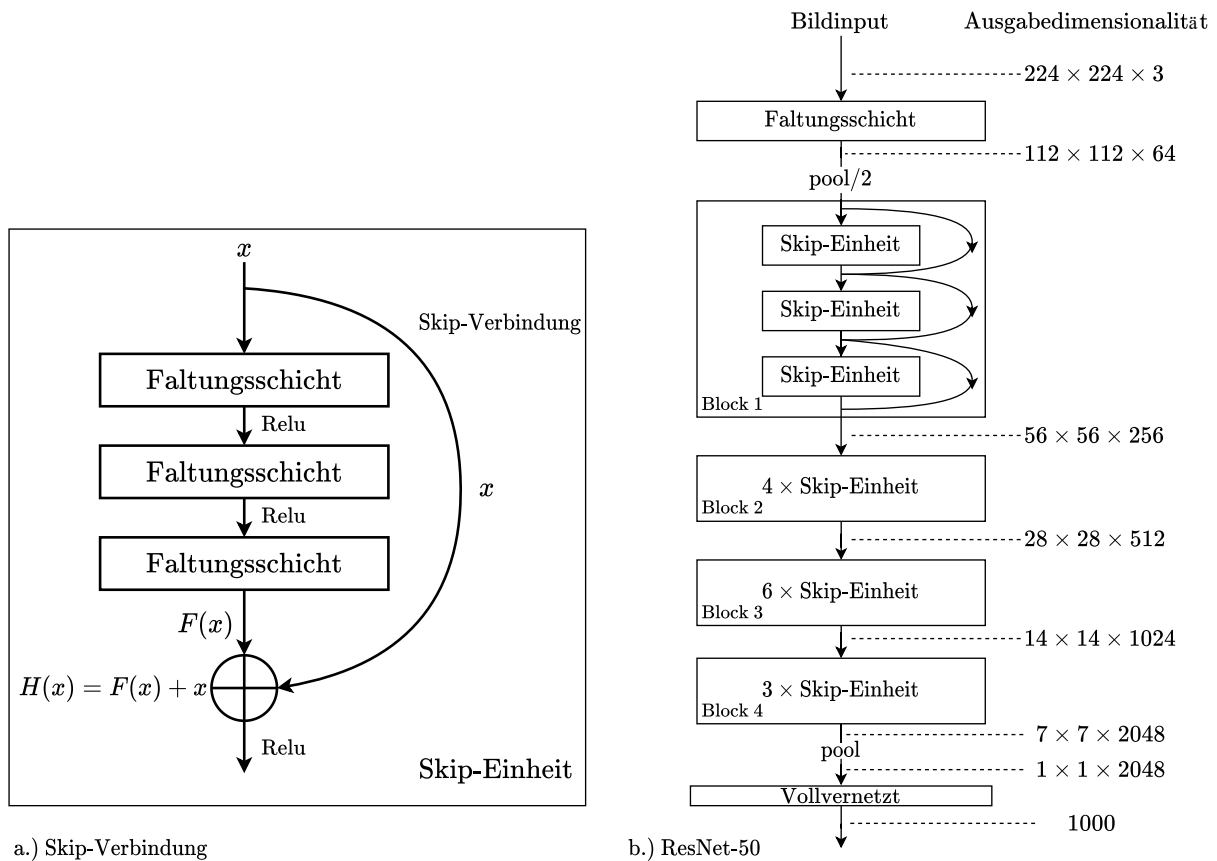 x
Skip-Verbindung
Faltungsschicht
Relu
Faltungsschicht
x
Relu
Faltungsschicht
F(x)
H(x) = F(x) + x
Relu
Skip-Einheit
a.) Skip-Verbindung
Bildinput
Ausgabedimensionalität
224 × 224 × 3
Faltungsschicht
112 × 112 × 64
pool/2
Skip-Einheit
Skip-Einheit
Skip-Einheit
Block 1
56 × 56 × 256
4 × Skip-Einheit
Block 2
28 × 28 × 512
6 × Skip-Einheit
Block 3
14 × 14 × 1024
3 × Skip-Einheit
Block 4
7 × 7 × 2048
pool
1 × 1 × 2048
Vollvernetzt
1000
b.) ResNet-50